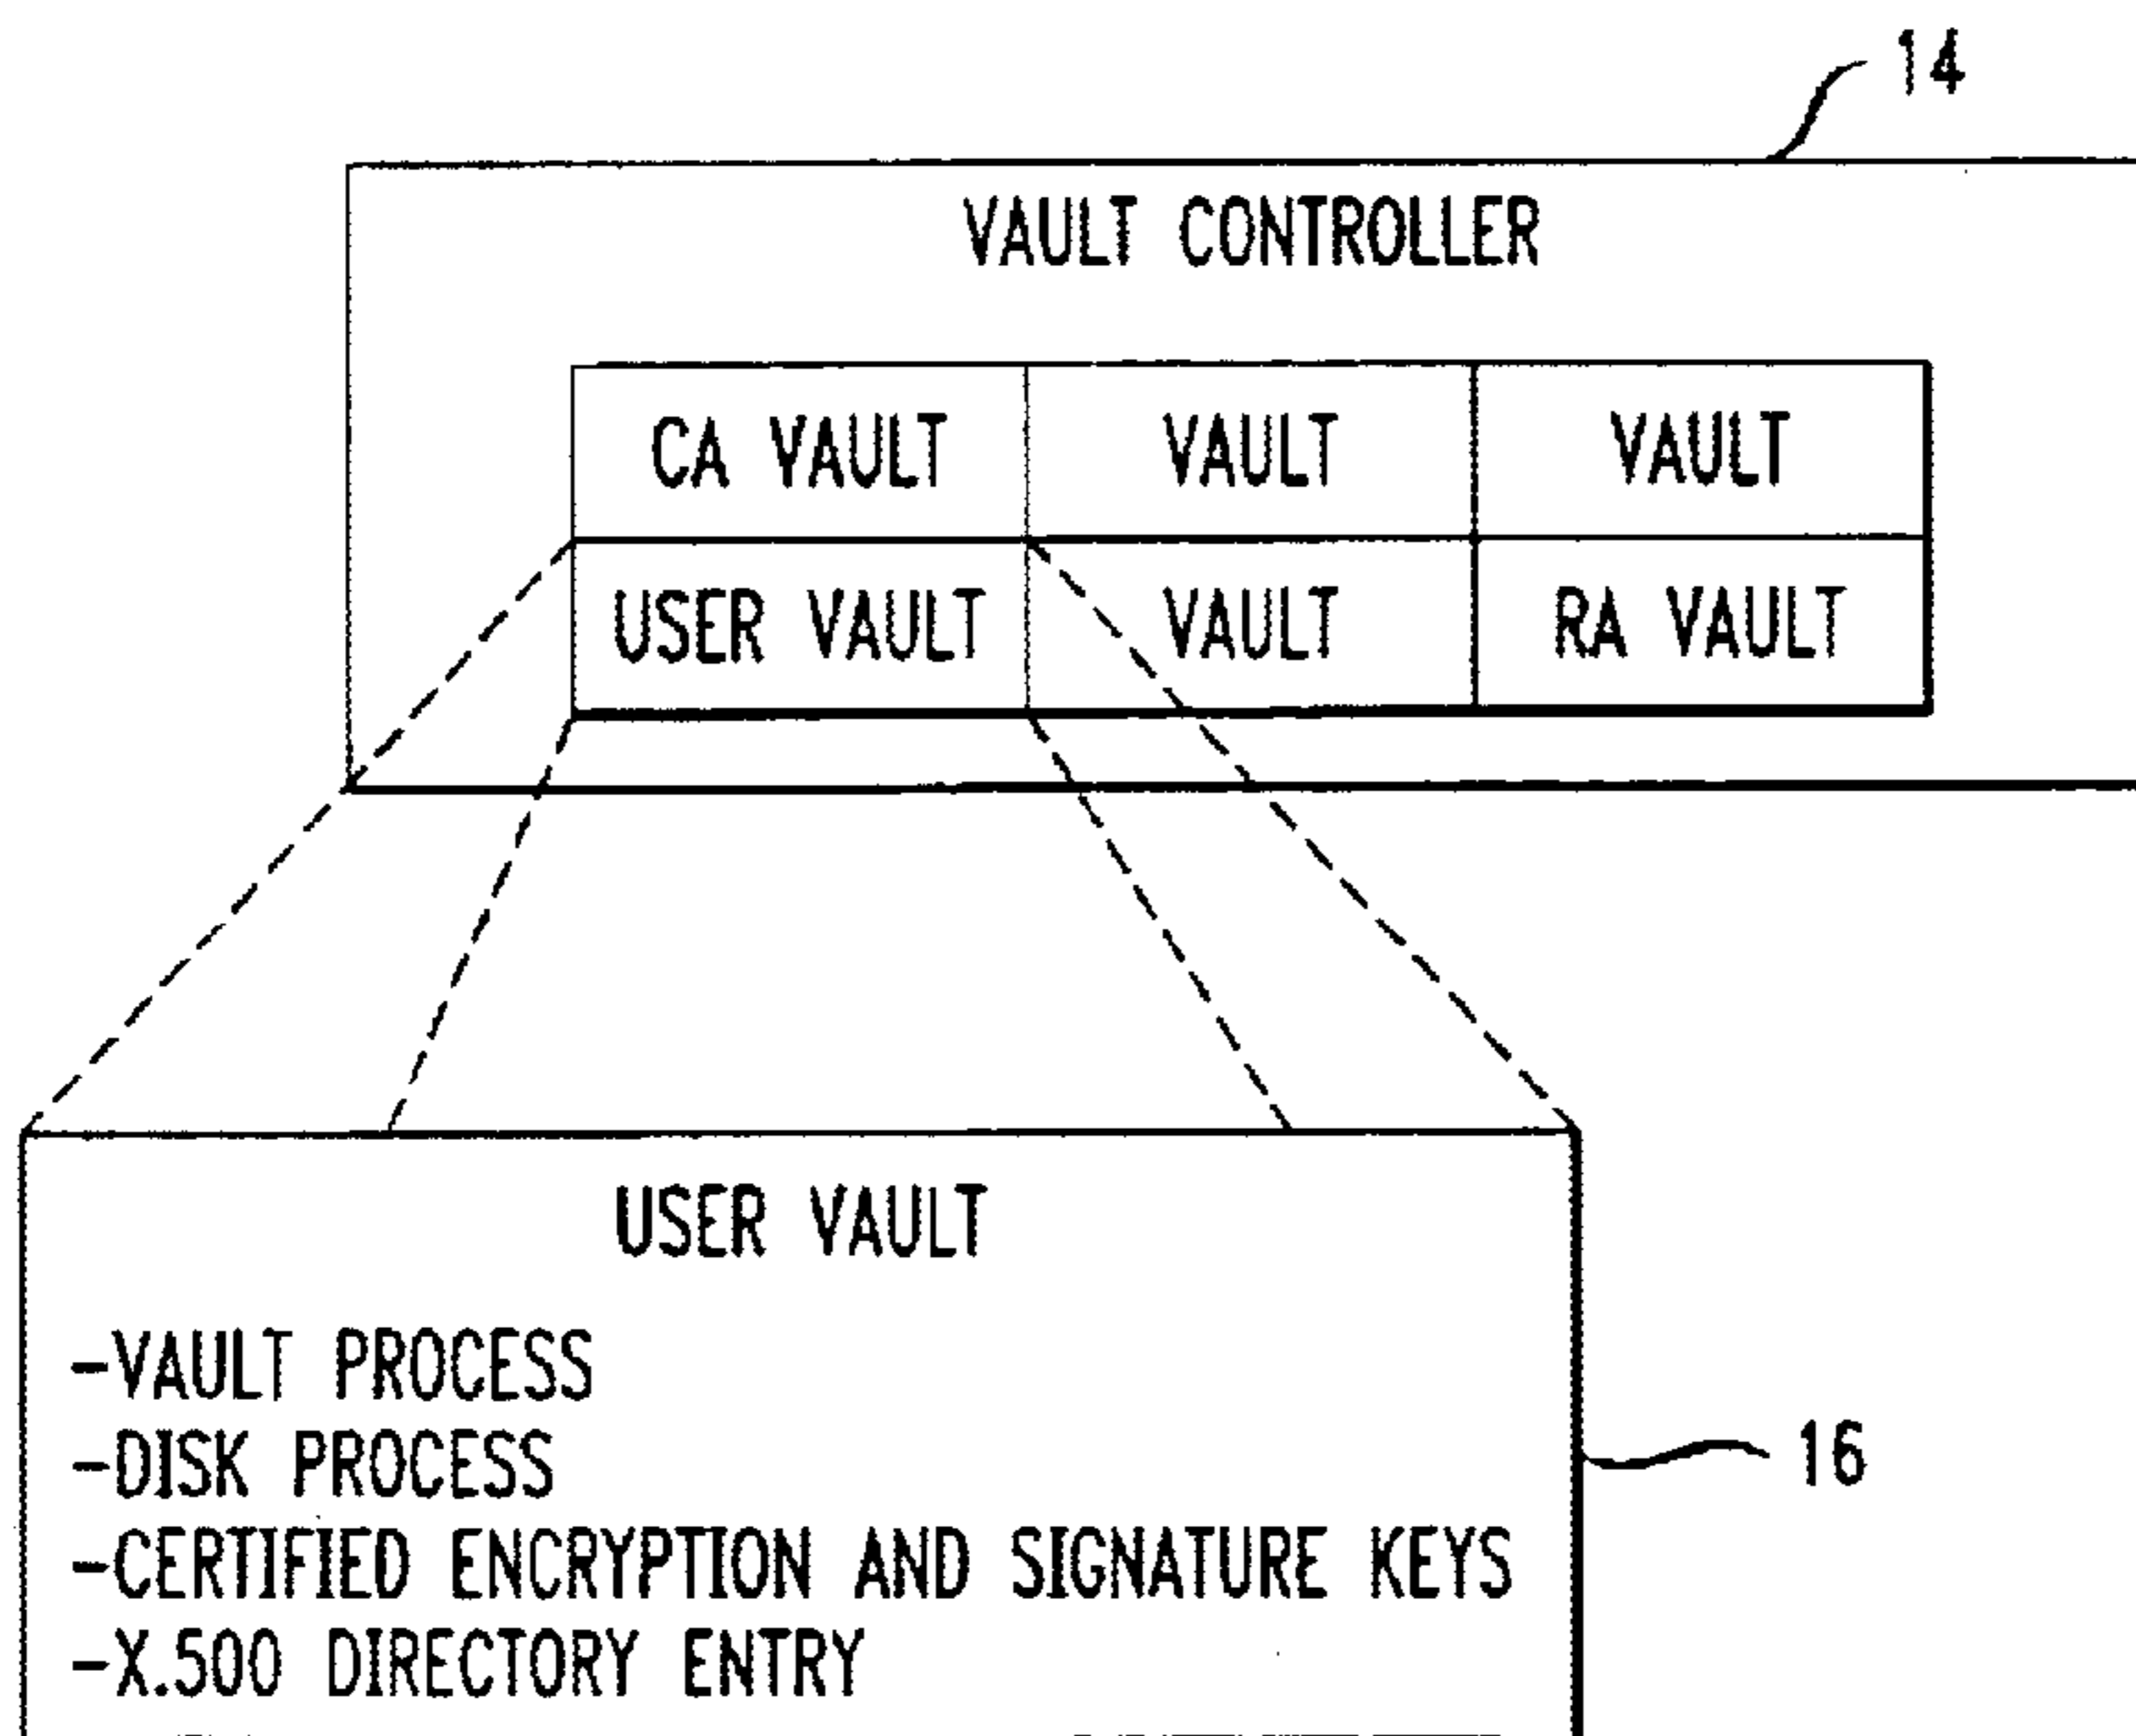 14
VAULT CONTROLLER
CA VAULT VAULT VAULT
USER VAULT VAULT RA VAULT
USER VAULT
-VAULT PROCESS
-DISK PROCESS
16
-CERTIFIED ENCRYPTION AND SIGNATURE KEYS
-X.500 DIRECTORY ENTRY